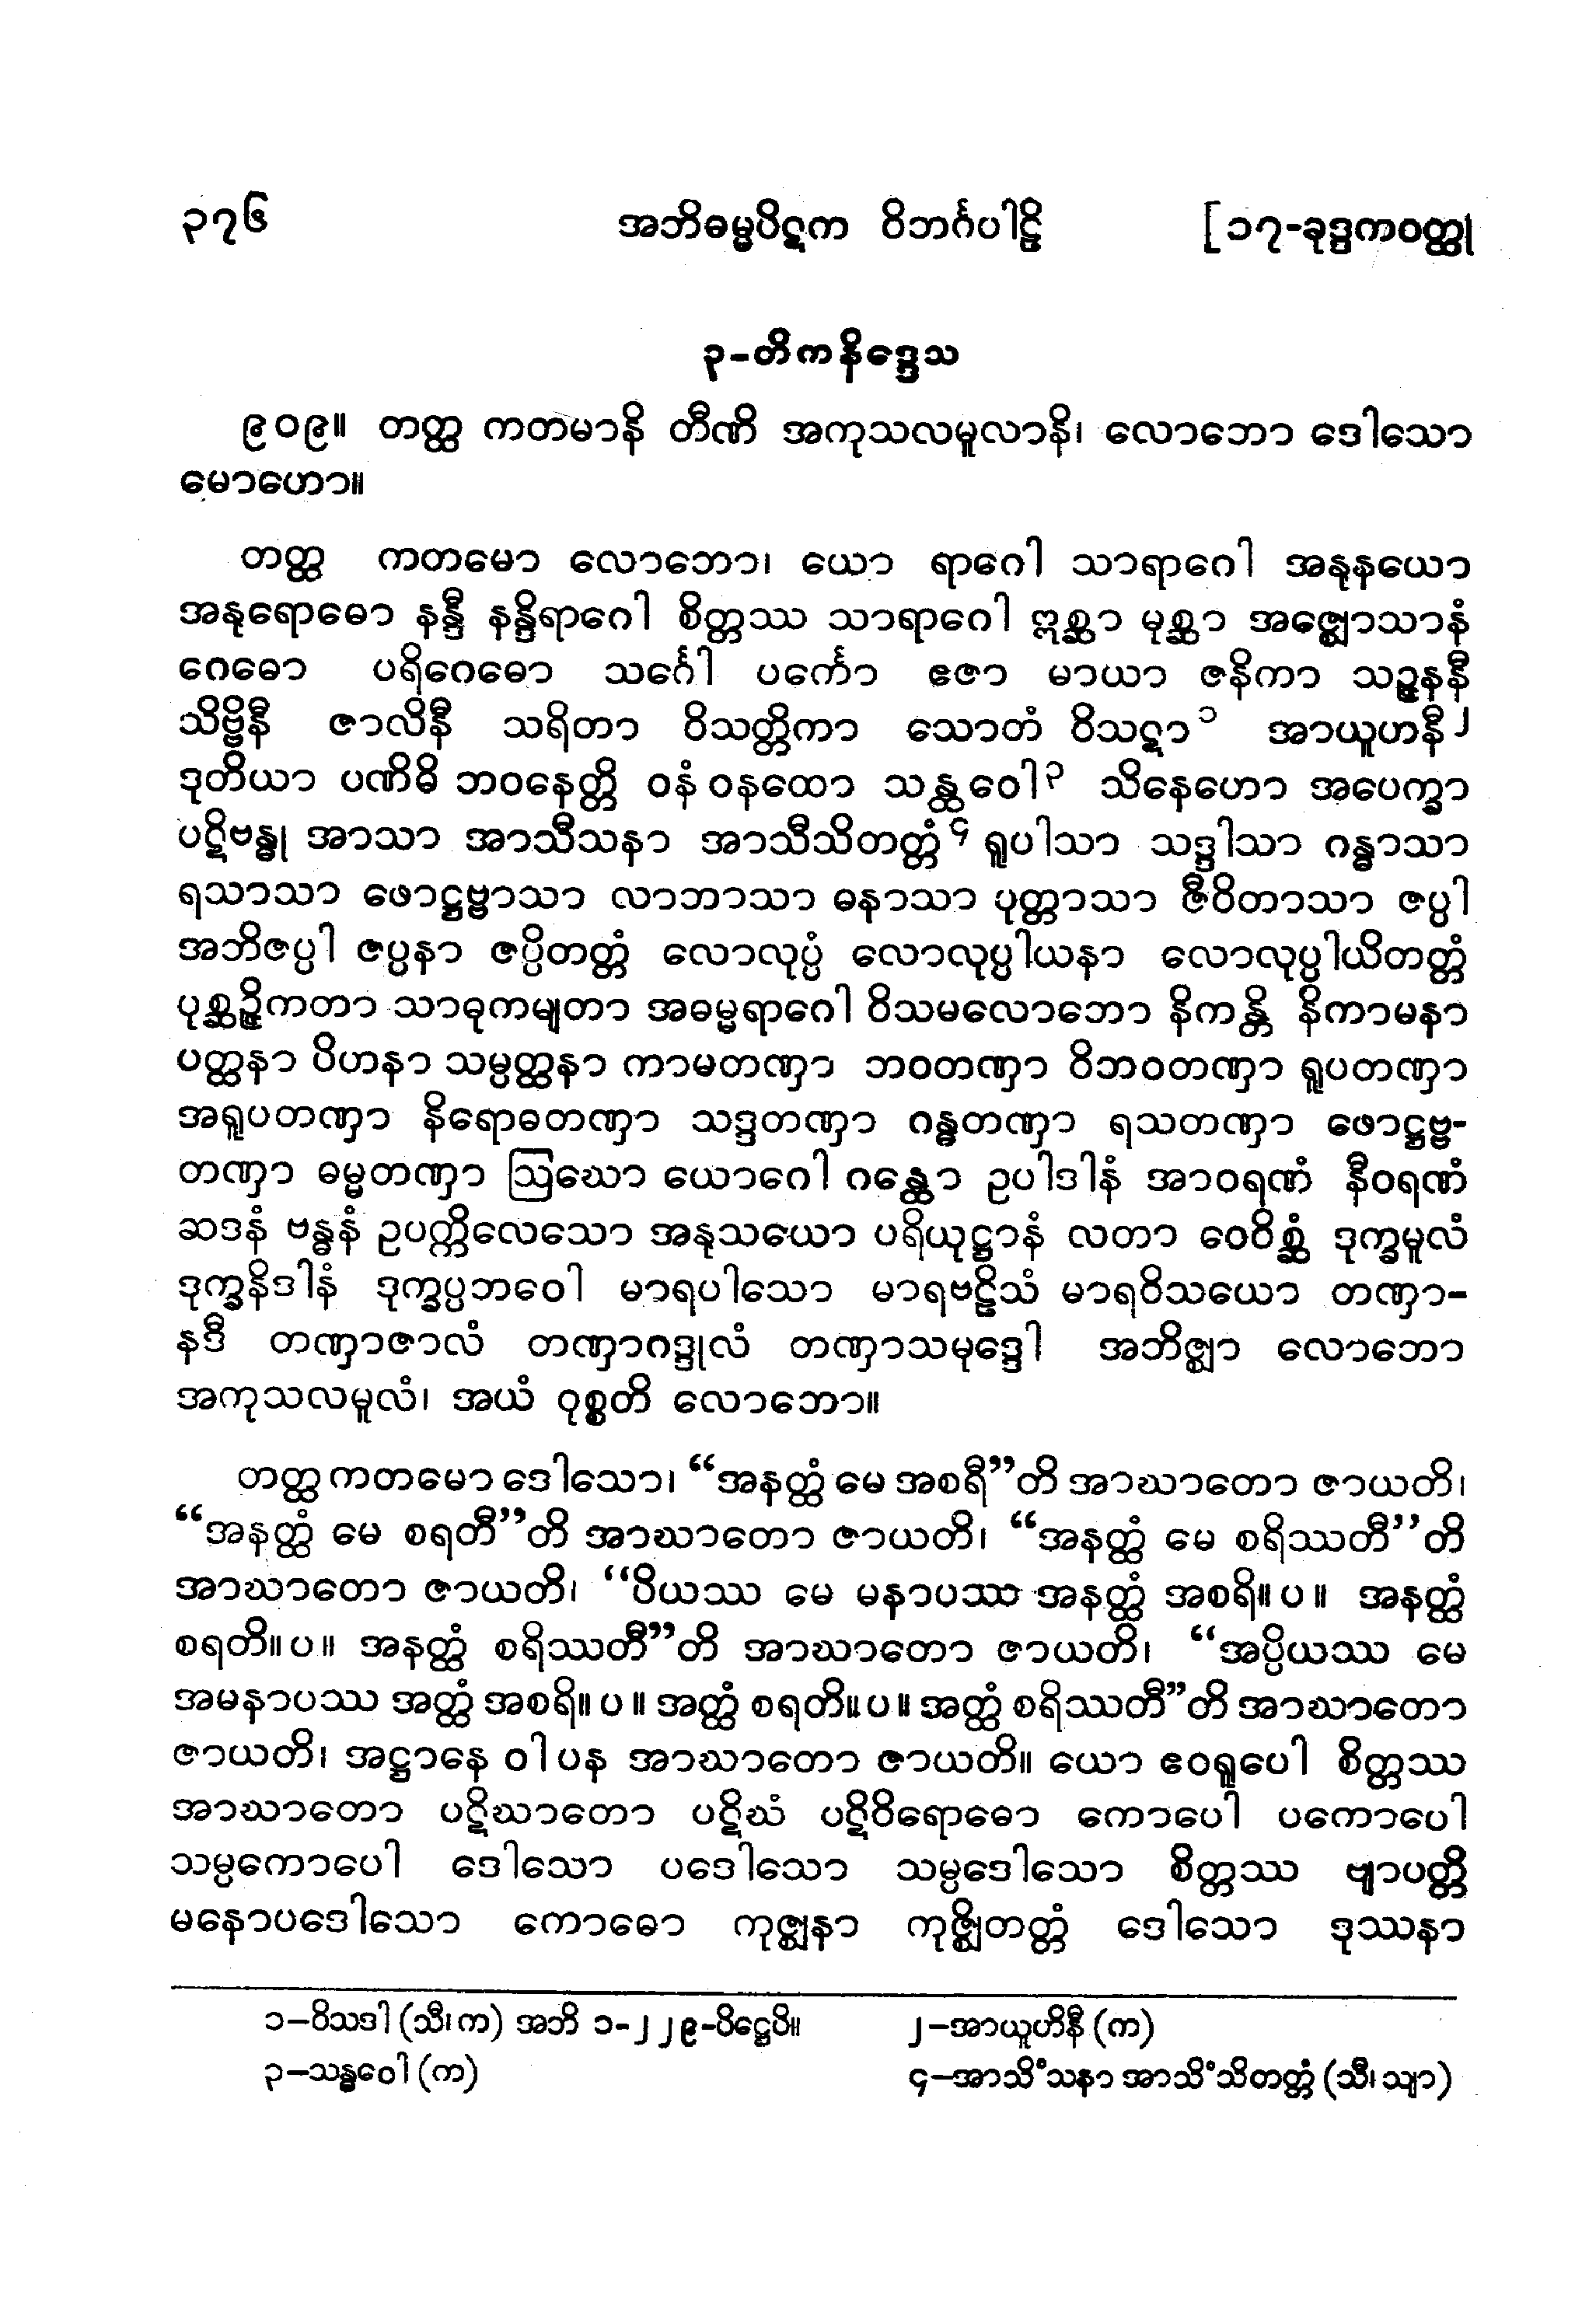 ၃၇၆ အဘိဓမ္မပိဋက ဝိဘင်္ဂပါဠိ [၁၇-ခုဒ္ဒကဝတ္ထု
၃-တိကနိဒ္ဒေသ
၉၀၉။ တတ္ထ ကတမာနိ တီဏိ အကုသလမူလာနိ၊ လောဘော ဒေါသော
မောဟော။
တတ္ထ ကတမော လောဘော၊ ယော ရာဂေါ သာရာဂေါ အနုနယော
အနုရောဓော နန္ဒီ နန္ဒိရာဂေါ စိတ္တဿ သာရာဂေါ ဣစ္ဆာ မုစ္ဆာ အဇ္ဈောသာနံ
ဂေဓော ပရိဂေဓော သင်္ဂေါ ပင်္ကော ဧဇာ မာယာ ဇနိကာ သဉ္ဇနနီ
သိဗ္ဗိနီ ဇာလိနီ သရိတာ ဝိသတ္တိကာ သောတံ ဝိသဋာ၁ အာယူဟနီ၂
ဒုတိယာ ပဏိဓိ ဘဝနေတ္တိ ဝနံ ဝနထော သန္ထဝေါ၃ သိနေဟော အပေက္ခာ
ပဋိဗန္ဓု အာသာ အာသီသနာ အာသီသိတတ္တံ၄ ရူပါသာ သဒ္ဒါသာ ဂန္ဓာသာ
ရသာသာ ဖောဋ္ဌဗ္ဗာသာ လာဘာသာ ဓနာသာ ပုတ္တာသာ ဇီဝိတာသာ ဇပ္ပါ
အဘိဇပ္ပါ ဇပ္ပနာ ဇပ္ပိတတ္တံ လောလုပ္ပံ လောလုပ္ပါယနာ လောလုပ္ပါယိတတ္တံ
ပုစ္ဆဉ္ဇိကတာ သာဓုကမျတာ အဓမ္မရာဂေါ ဝိသမလောဘော နိကန္တိ နိကာမနာ
ပတ္ထနာ ပိဟနာ သမ္ပတ္ထနာ ကာမတဏှာ ဘဝတဏှာ ဝိဘဝတဏှာ ရူပတဏှာ
အရူပတဏှာ နိရောဓတဏှာ သဒ္ဒတဏှာ ဂန္ဓတဏှာ ရသတဏှာ ဖောဋ္ဌဗ္ဗ-
တဏှာ ဓမ္မတဏှာ ဩဃော ယောဂေါ ဂန္ထော ဥပါဒါနံ အာဝရဏံ နီဝရဏံ
ဆဒနံ ဗန္ဓနံ ဥပက္ကိလေသော အနုသယော ပရိယုဋ္ဌာနံ လတာ ဝေဝိစ္ဆံ ဒုက္ခမူလံ
ဒုက္ခနိဒါနံ ဒုက္ခပ္ပဘဝေါ မာရပါသော မာရဗဠိသံ မာရဝိသယော တဏှာ-
နဒီ တဏှာဇာလံ တဏှာဂဒ္ဒုလံ တဏှာသမုဒ္ဒေါ အဘိဇ္ဈာ လောဘော
အကုသလမူလံ၊ အယံ ဝုစ္စတိ လောဘော။
တတ္ထ ကတမော ဒေါသော၊ “အနတ္ထံ မေ အစရီ”တိ အာဃာတော ဇာယတိ၊
“အနတ္ထံ မေ စရတီ”တိ အာဃာတော ဇာယတိ၊ “အနတ္ထံ မေ စရိဿတီ”တိ
အာဃာတော ဇာယတိ၊ “ပိယဿ မေ မနာပဿ အနတ္ထံ အစရိ။ ပ ။ အနတ္ထံ
စရတိ။ ပ ။ အနတ္ထံ စရိဿတီ”တိ အာဃာတော ဇာယတိ၊ “အပ္ပိယဿ မေ
အမနာပဿ အတ္ထံ အစရိ။ ပ ။ အတ္ထံ စရတိ။ ပ ။ အတ္ထံ စရိဿတီ”တိ အာဃာတော
ဇာယတိ၊ အဋ္ဌာနေ ဝါ ပန အာဃာတော ဇာယတိ။ ယော ဧဝရူပေါ စိတ္တဿ
အာဃာတော ပဋိဃာတော ပဋိဃံ ပဋိဝိရောဓော ကောပေါ ပကောပေါ
သမ္ပကောပေါ ဒေါသော ပဒေါသော သမ္ပဒေါသော စိတ္တဿ ဗျာပတ္တိ
မနောပဒေါသော ကောဓော ကုဇ္ဈနာ ကုဇ္ဈိတတ္တံ ဒေါသော ဒုဿနာ
၁–ဝိသဒါ (သီ၊ က) အဘိ ၁-၂၂၉-ပိဋ္ဌေပိ။ ၂–အာယူဟိနီ (က)
၃–သန္ဓဝေါ (က) ၄–အာသိံသနာ အာသိံသိတတ္တံ (သီ၊ သျာ)